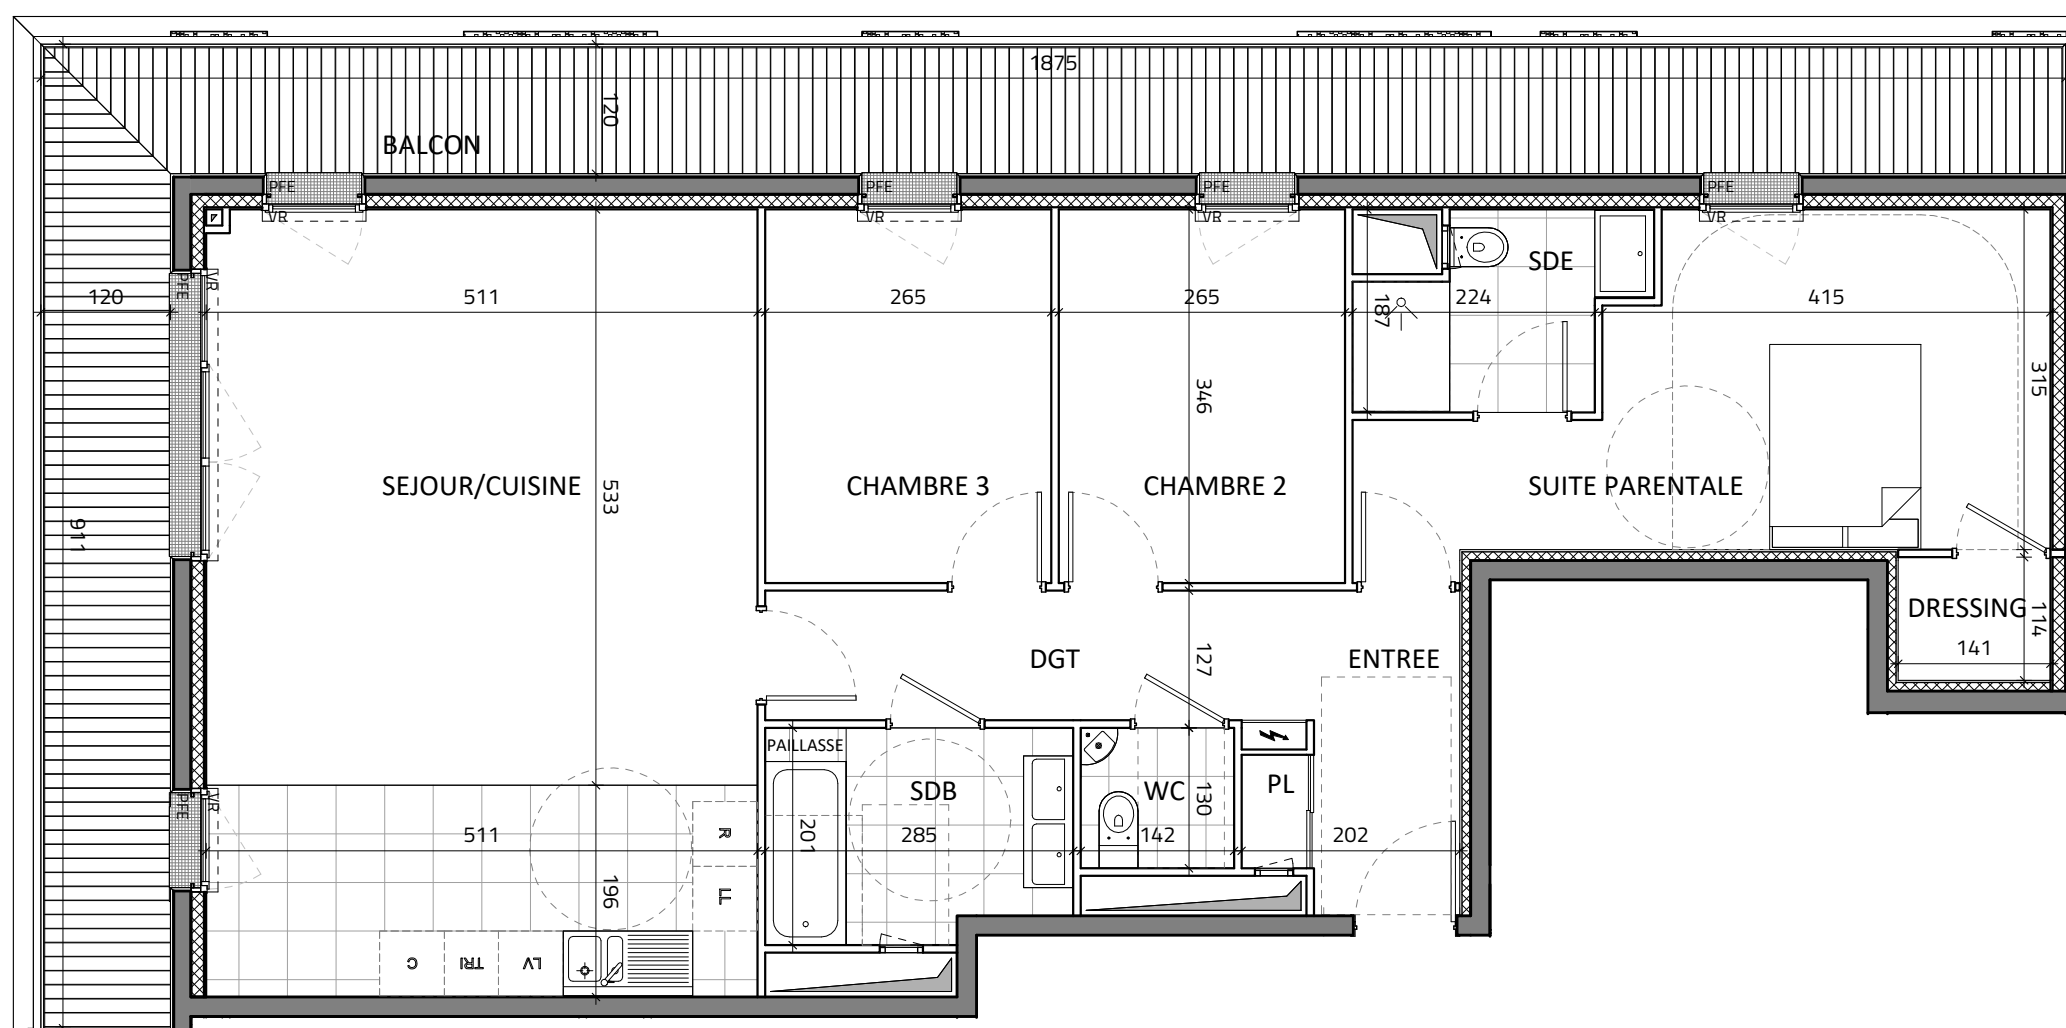 1875
120
BALCON
PFE
PFE
PFE
PFE
VR
VR
VR
VR
SDE
PFE
VR
120
511
265
265
187
224
415
346
315
SEJOUR/CUISINE
533
CHAMBRE 3
CHAMBRE 2
SUITE PARENTALE
911
DRESSING
114
141
DGT
127
ENTREE
PAILLASSE
PFE
VR
SDB
WC
130
PL
511
R
201
285
142
202
196
LL
C
TRI
LV